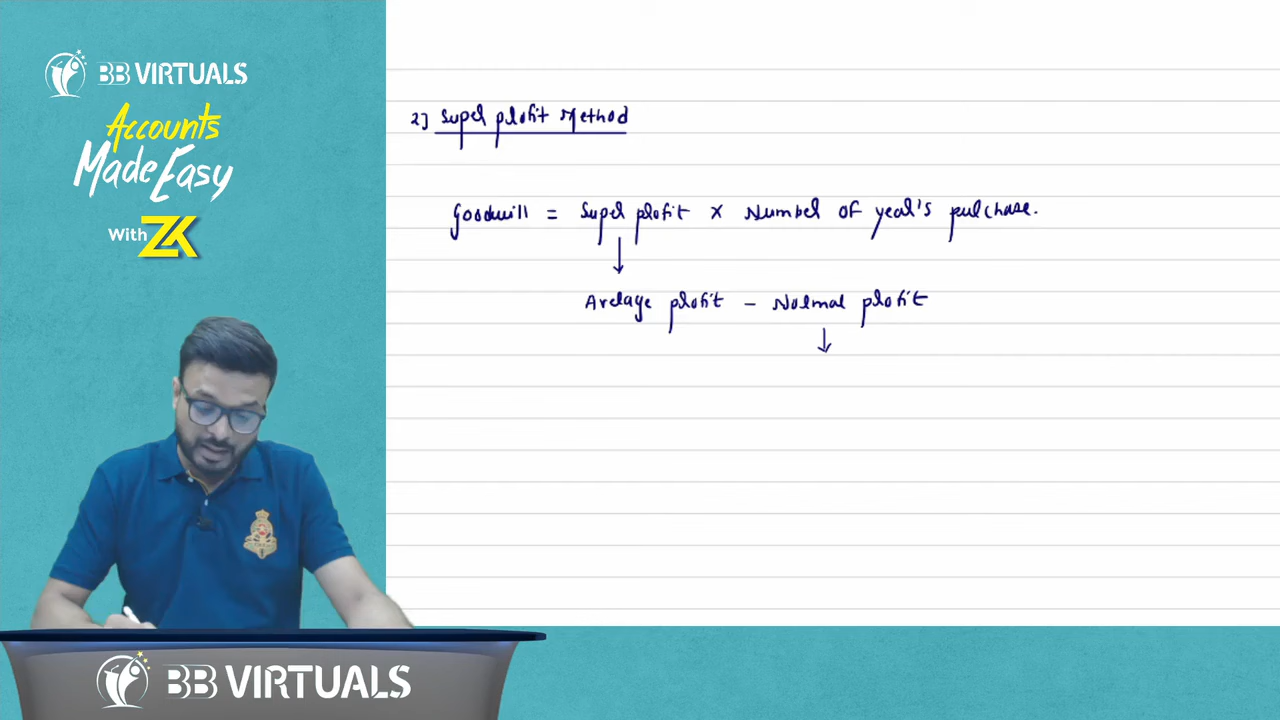 BB VIRTUALS
Accounts
Made Easy
With ZK
2] Super profit Method
Goodwill = Super profit × Number of year's purchase.
↓
Average profit – Normal profit
↓
BB VIRTUALS